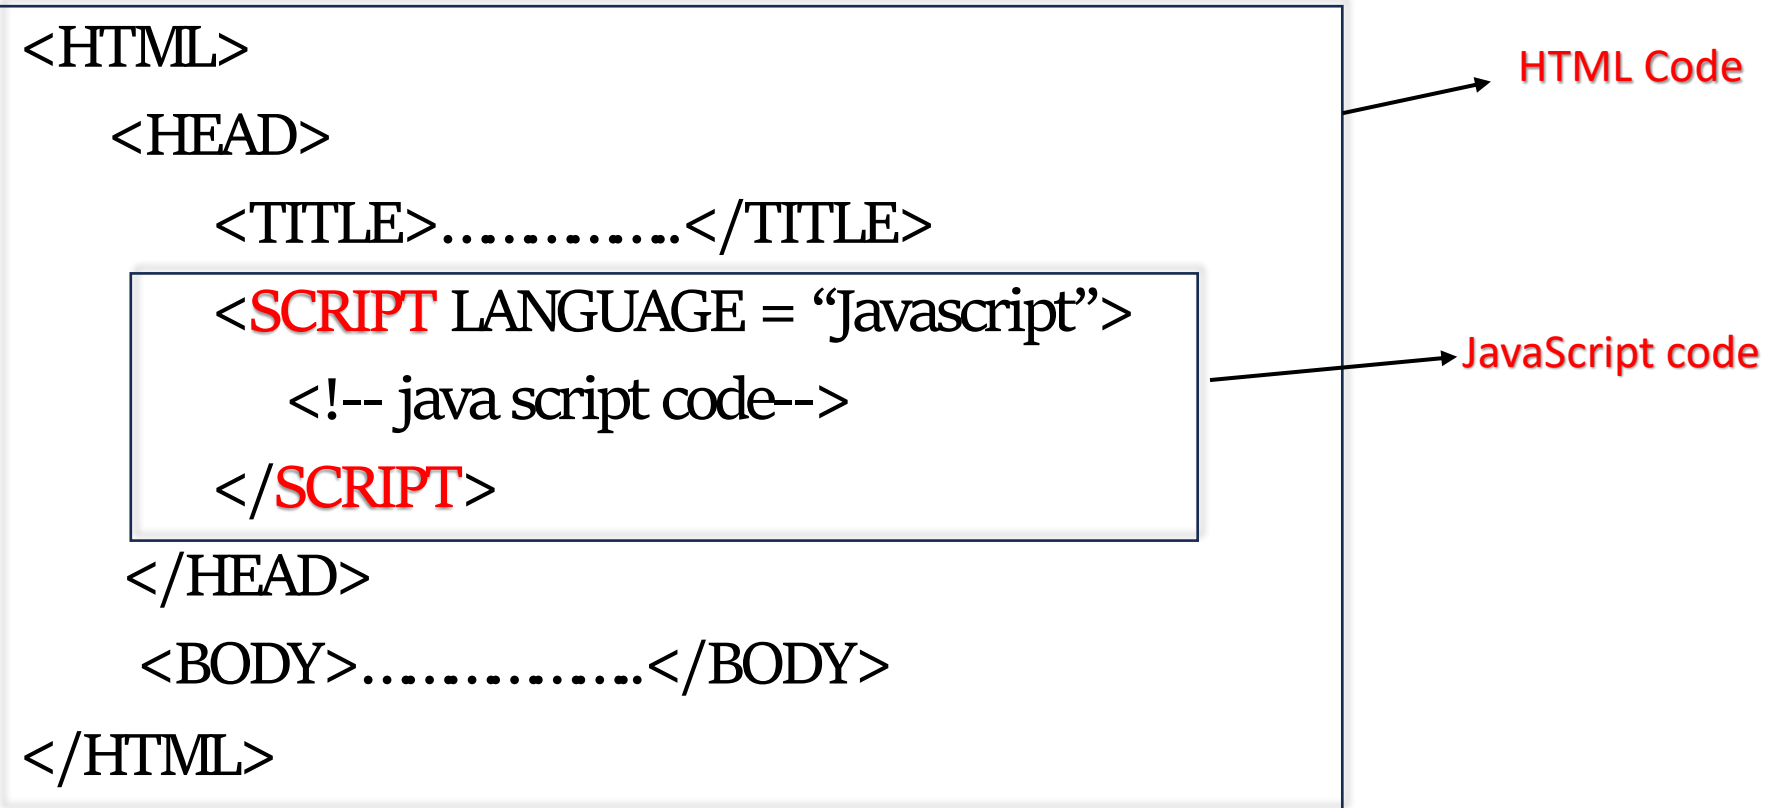 <HTML>
HTML Code
<HEAD>
<TITLE>…………..</TITLE>
<SCRIPT LANGUAGE = “Javascript”>
JavaScript code
<!-- java script code-->
</SCRIPT>
</HEAD>
<BODY>……………..</BODY>
</HTML>